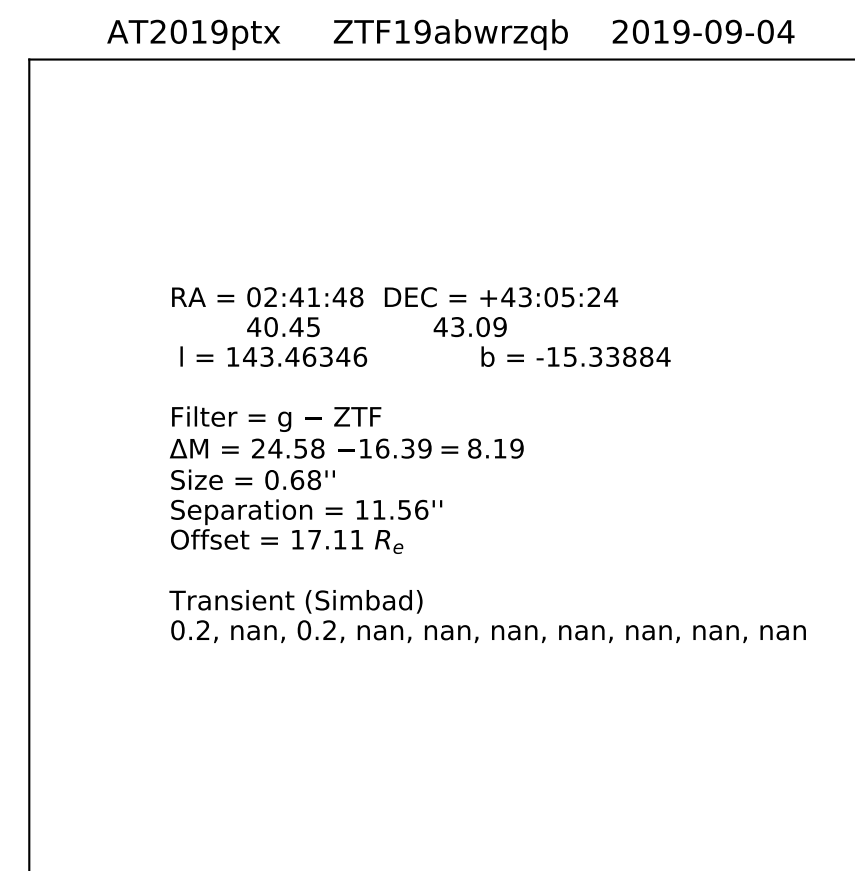 AT2019ptx ZTF19abwrzqb 2019-09-04
RA = 02:41:48 DEC = +43:05:24
40.45 43.09
l = 143.46346 b = -15.33884
Filter = g − ZTF
ΔM = 24.58 −16.39 = 8.19
Size = 0.68''
Separation = 11.56''
Offset = 17.11 Rₑ
Transient (Simbad)
0.2, nan, 0.2, nan, nan, nan, nan, nan, nan, nan